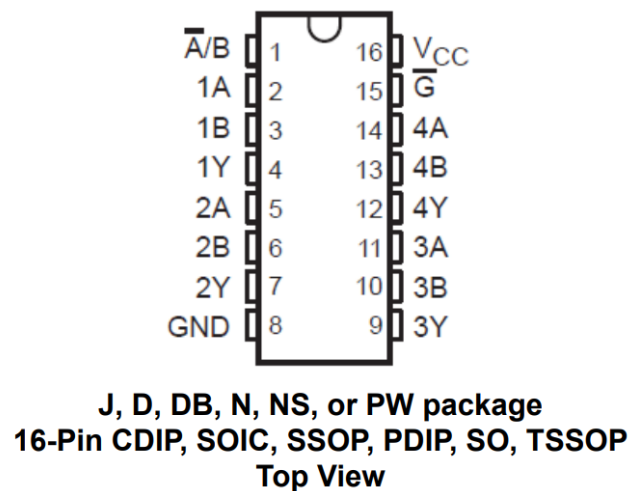 A̅/B 1 16 VCC
1A 2 15 G̅
1B 3 14 4A
1Y 4 13 4B
2A 5 12 4Y
2B 6 11 3A
2Y 7 10 3B
GND 8 9 3Y
J, D, DB, N, NS, or PW package
16-Pin CDIP, SOIC, SSOP, PDIP, SO, TSSOP
Top View